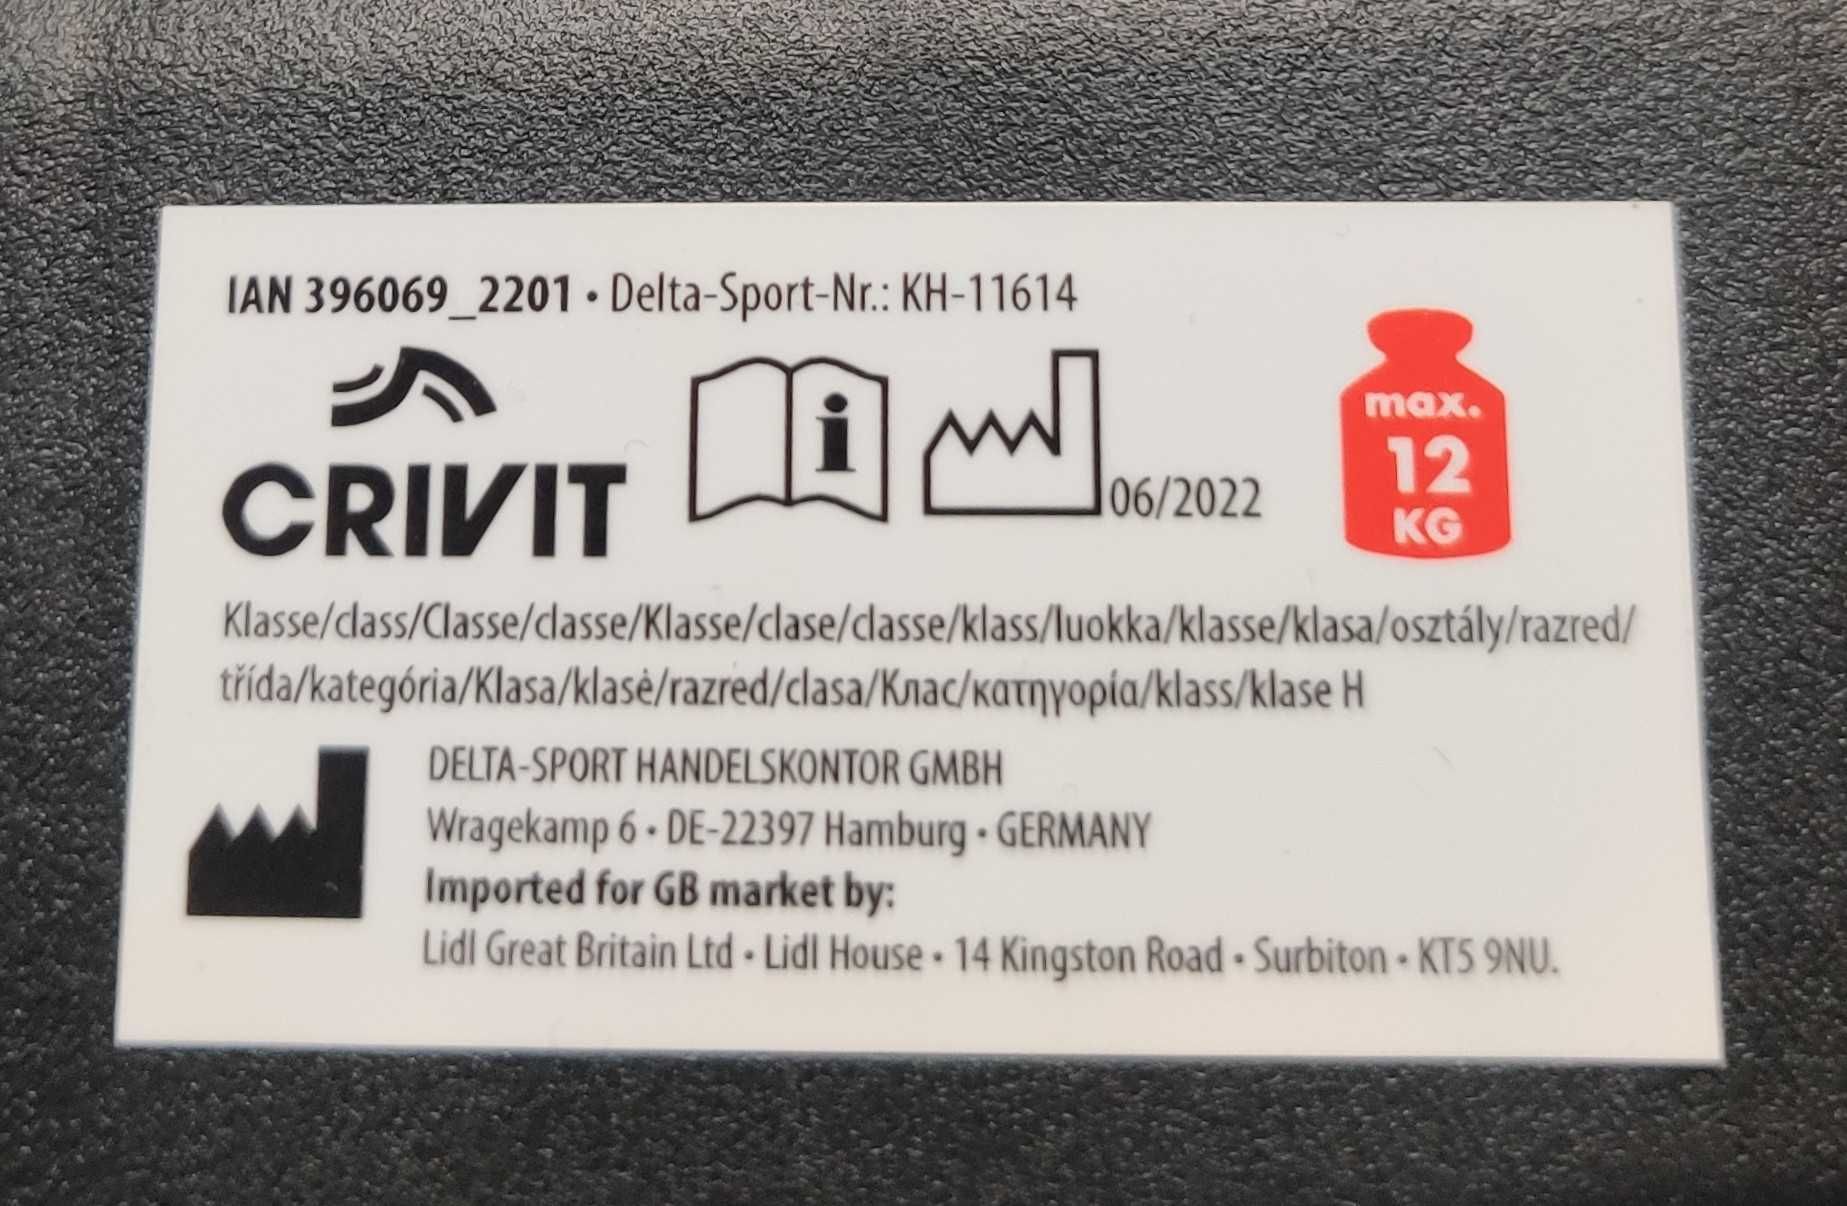 IAN 396069_2201 • Delta-Sport-Nr.: KH-11614
CRIVIT
i
06/2022
max.
12
KG
Klasse/class/Classe/classe/Klasse/clase/classe/klass/luokka/klasse/klasa/osztály/razred/
třída/kategória/Klasa/klasė/razred/clasa/Клас/κατηγορία/klass/klase H
DELTA-SPORT HANDELSKONTOR GMBH
Wragekamp 6 • DE-22397 Hamburg • GERMANY
Imported for GB market by:
Lidl Great Britain Ltd • Lidl House • 14 Kingston Road • Surbiton • KT5 9NU.